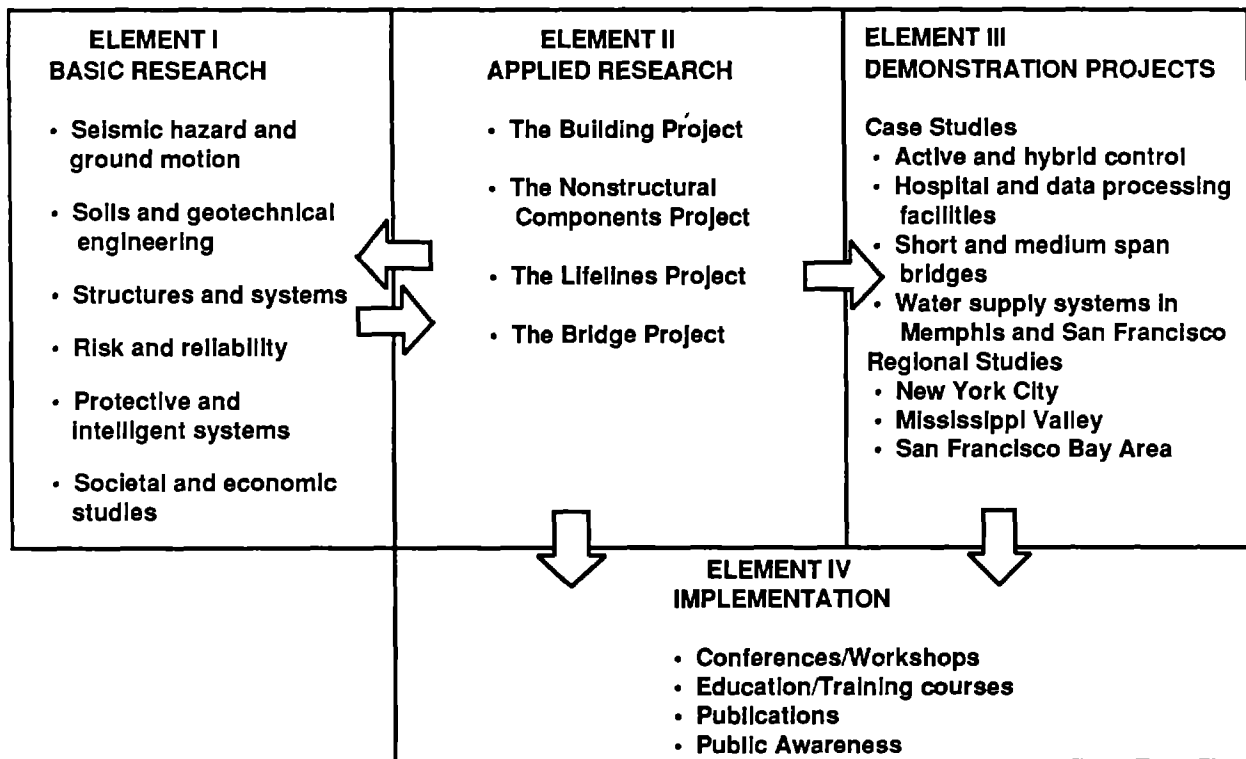 ELEMENT I
BASIC RESEARCH
• Seismic hazard and
ground motion
• Soils and geotechnical
engineering
• Structures and systems
• Risk and reliability
• Protective and
intelligent systems
• Societal and economic
studies
ELEMENT II
APPLIED RESEARCH
• The Building Project
• The Nonstructural
Components Project
• The Lifelines Project
• The Bridge Project
ELEMENT III
DEMONSTRATION PROJECTS
Case Studies
• Active and hybrid control
• Hospital and data processing
facilities
• Short and medium span
bridges
• Water supply systems in
Memphis and San Francisco
Regional Studies
• New York City
• Mississippi Valley
• San Francisco Bay Area
ELEMENT IV
IMPLEMENTATION
• Conferences/Workshops
• Education/Training courses
• Publications
• Public Awareness